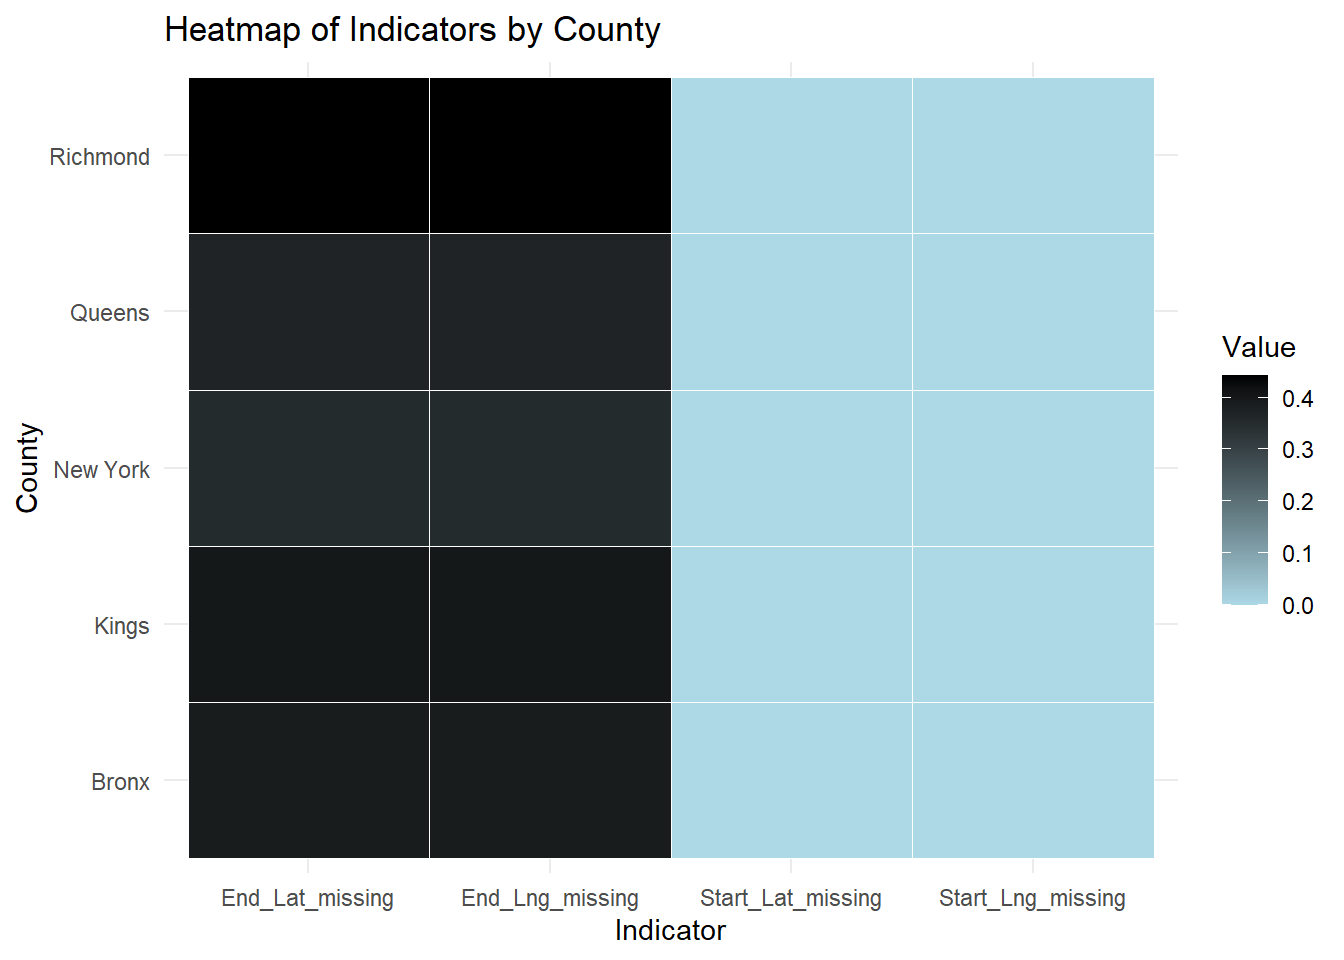 Heatmap of Indicators by County
Richmond
Queens
New York
Kings
Bronx
County
End_Lat_missing
End_Lng_missing
Start_Lat_missing
Start_Lng_missing
Indicator
Value
0.4
0.3
0.2
0.1
0.0